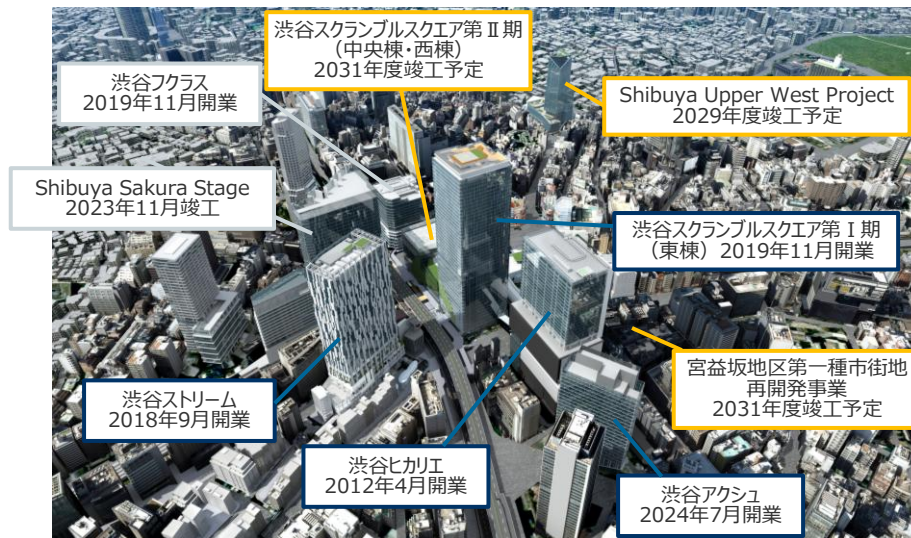 渋谷スクランブルスクエア第Ⅱ期
(中央棟・西棟)
2031年度竣工予定
渋谷フクラス
2019年11月開業
Shibuya Upper West Project
2029年度竣工予定
Shibuya Sakura Stage
2023年11月竣工
渋谷スクランブルスクエア第Ⅰ期
(東棟) 2019年11月開業
宮益坂地区第一種市街地
再開発事業
2031年度竣工予定
渋谷ストリーム
2018年9月開業
渋谷ヒカリエ
2012年4月開業
渋谷アクシュ
2024年7月開業